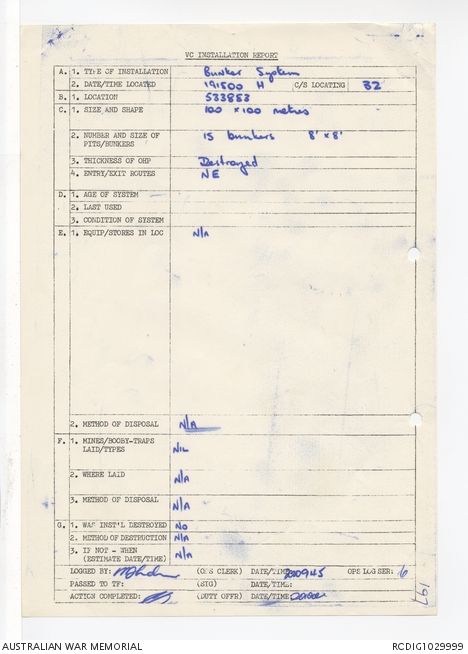 VC INSTALLATION REPORT
A. 1. TYPE OF INSTALLATION Bunker System
2. DATE/TIME LOCATED 191500 H C/S LOCATING 32
B. 1. LOCATION 533853
C. 1. SIZE AND SHAPE 100 x 100 metres
2. NUMBER AND SIZE OF PITS/BUNKERS 15 bunkers 8' x 8'
3. THICKNESS OF OHP Destroyed
4. ENTRY/EXIT ROUTES NE
D. 1. AGE OF SYSTEM
2. LAST USED
3. CONDITION OF SYSTEM
E. 1. EQUIP/STORES IN LOC N/A
2. METHOD OF DISPOSAL N/A
F. 1. MINES/BOOBY-TRAPS LAID/TYPES NIL
2. WHERE LAID N/A
3. METHOD OF DISPOSAL N/A
G. 1. WAS INST'L DESTROYED NO
2. METHOD OF DESTRUCTION N/A
3. IF NOT - WHEN (ESTIMATE DATE/TIME) N/A
LOGGED BY: (OPS CLERK) DATE/TIME: 200945 OPS LOG SER: 6
PASSED TO TF: (SIG) DATE/TIME:
ACTION COMPLETED: (DUTY OFFR) DATE/TIME:
197
AUSTRALIAN WAR MEMORIAL RCDIG1029999